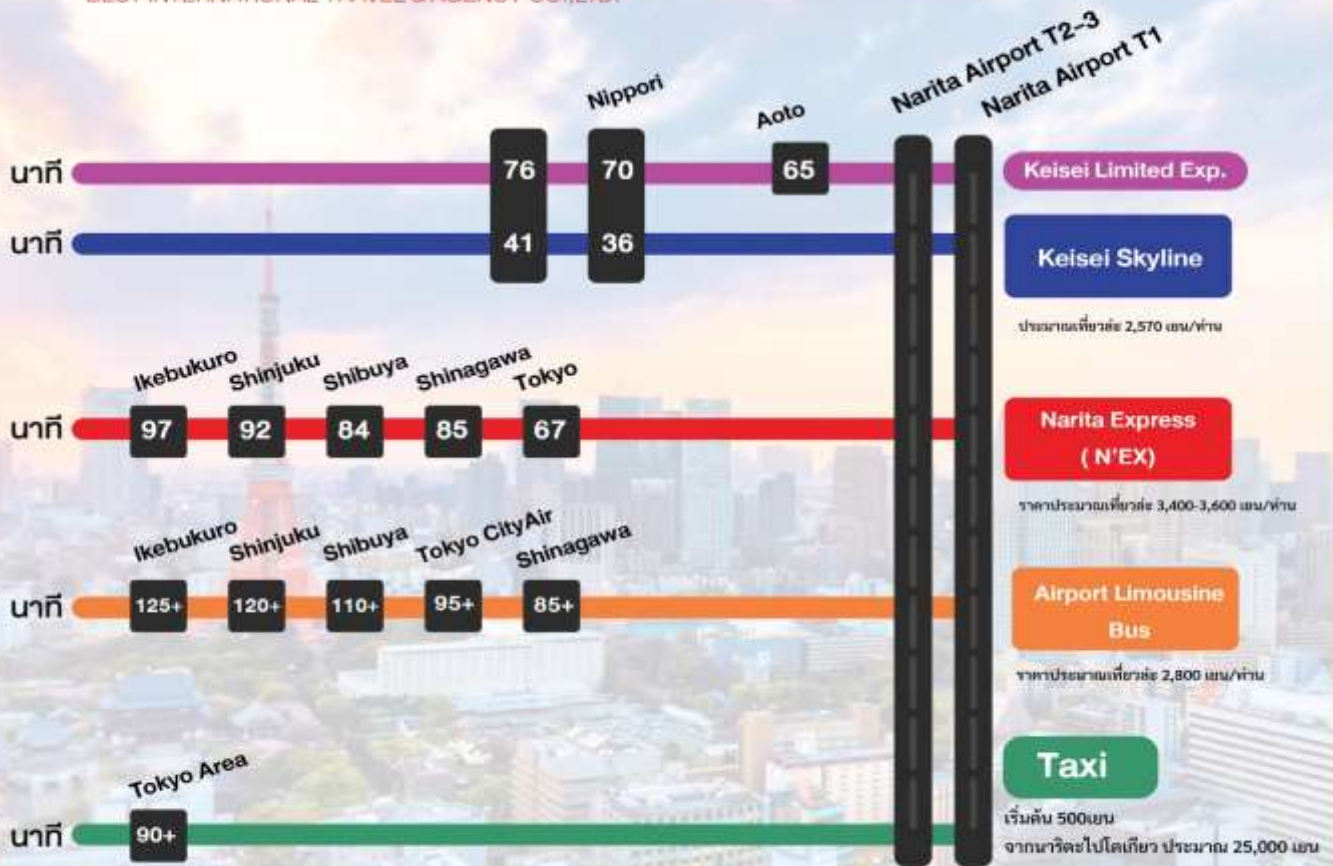 Nippori
Aoto
Narita Airport T2-3
Narita Airport T1
นาที
76
70
65
Keisei Limited Exp.
นาที
41
36
Keisei Skyline
ประมาณเที่ยวล่ะ 2,570 เยน/ท่าน
Ikebukuro
Shinjuku
Shibuya
Shinagawa
Tokyo
นาที
97
92
84
85
67
Narita Express
( N'EX)
ราคาประมาณเที่ยวล่ะ 3,400-3,600 เยน/ท่าน
Ikebukuro
Shinjuku
Shibuya
Tokyo CityAir
Shinagawa
นาที
125+
120+
110+
95+
85+
Airport Limousine
Bus
ราคาประมาณเที่ยวล่ะ 2,800 เยน/ท่าน
Tokyo Area
นาที
90+
Taxi
เริ่มต้น 500เยน
จากนาริตะไปโตเกียว ประมาณ 25,000 เยน